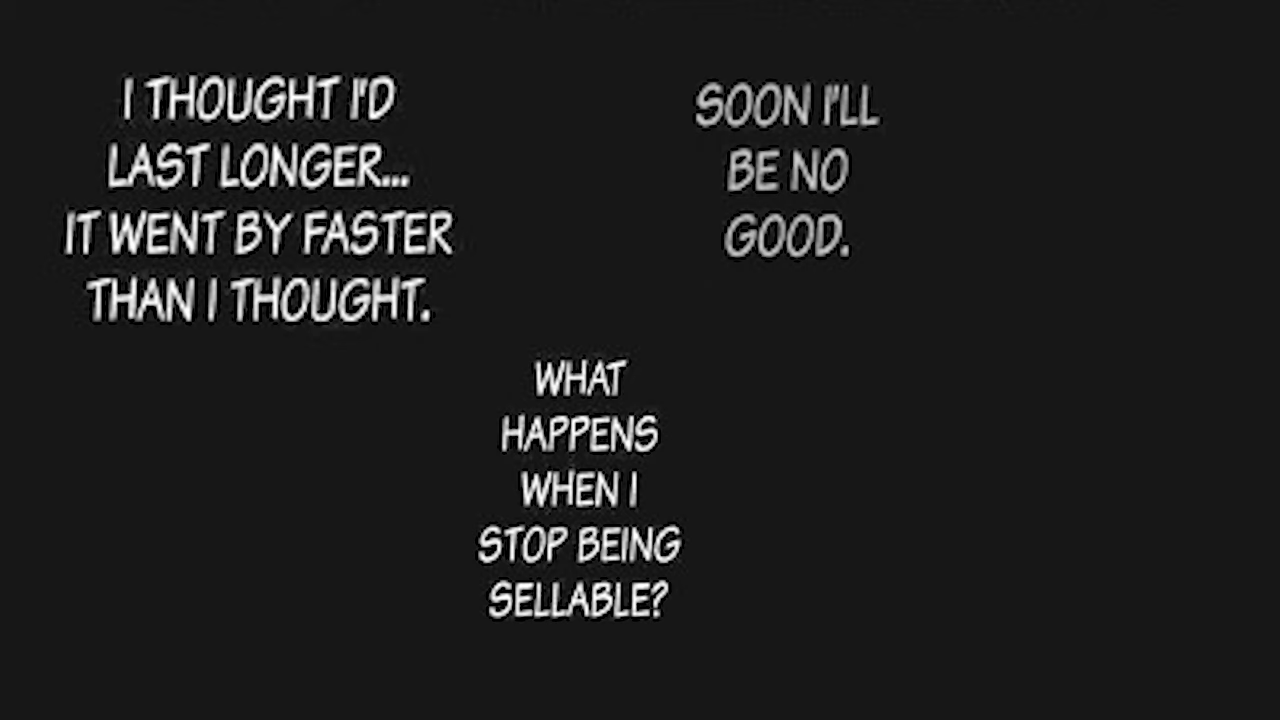 I THOUGHT I'D
LAST LONGER...
IT WENT BY FASTER
THAN I THOUGHT.
SOON I'LL
BE NO
GOOD.
WHAT
HAPPENS
WHEN I
STOP BEING
SELLABLE?